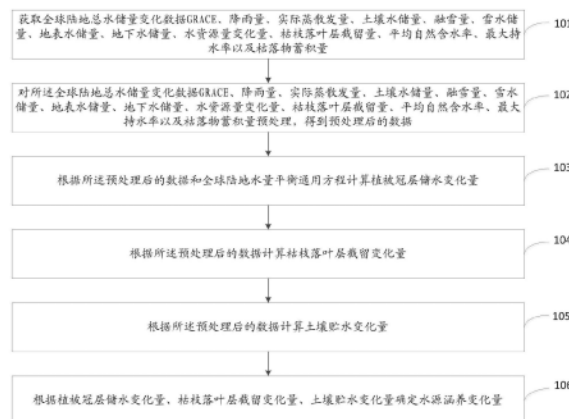 获取全球陆地总水储量变化数据GRACE、降雨量、实际蒸散发量、土壤水储量、融雪量、雪水储
量、地表水储量、地下水储量、水资源量变化量、枯枝落叶层截留量、平均自然含水率、最大持
水率以及枯落物蓄积量
101
对所述全球陆地总水储量变化数据GRACE、降雨量、实际蒸散发量、土壤水储量、融雪量、雪水
储量、地表水储量、地下水储量、水资源量变化量、枯枝落叶层截留量、平均自然含水率、最大
持水率以及枯落物蓄积量预处理，得到预处理后的数据
102
根据所述预处理后的数据和全球陆地水量平衡通用方程计算植被冠层储水变化量
103
根据所述预处理后的数据计算枯枝落叶层截留变化量
104
根据所述预处理后的数据计算土壤贮水变化量
105
根据植被冠层储水变化量、枯枝落叶层截留变化量、土壤贮水变化量确定水源涵养变化量
106